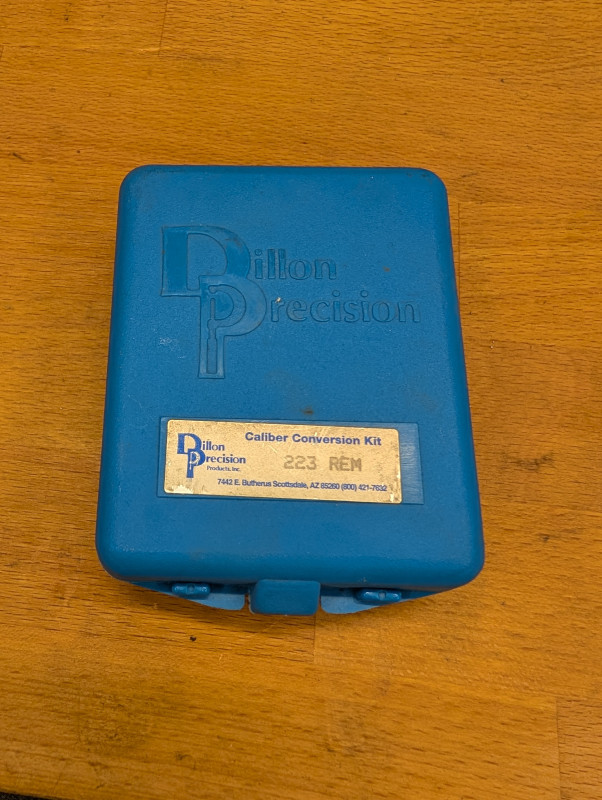 Dillon
Precision
Caliber Conversion Kit
Dillon
Precision
Products, Inc.
223 REM
7442 E. Butherus Scottsdale, AZ 85260 (800) 421-7632